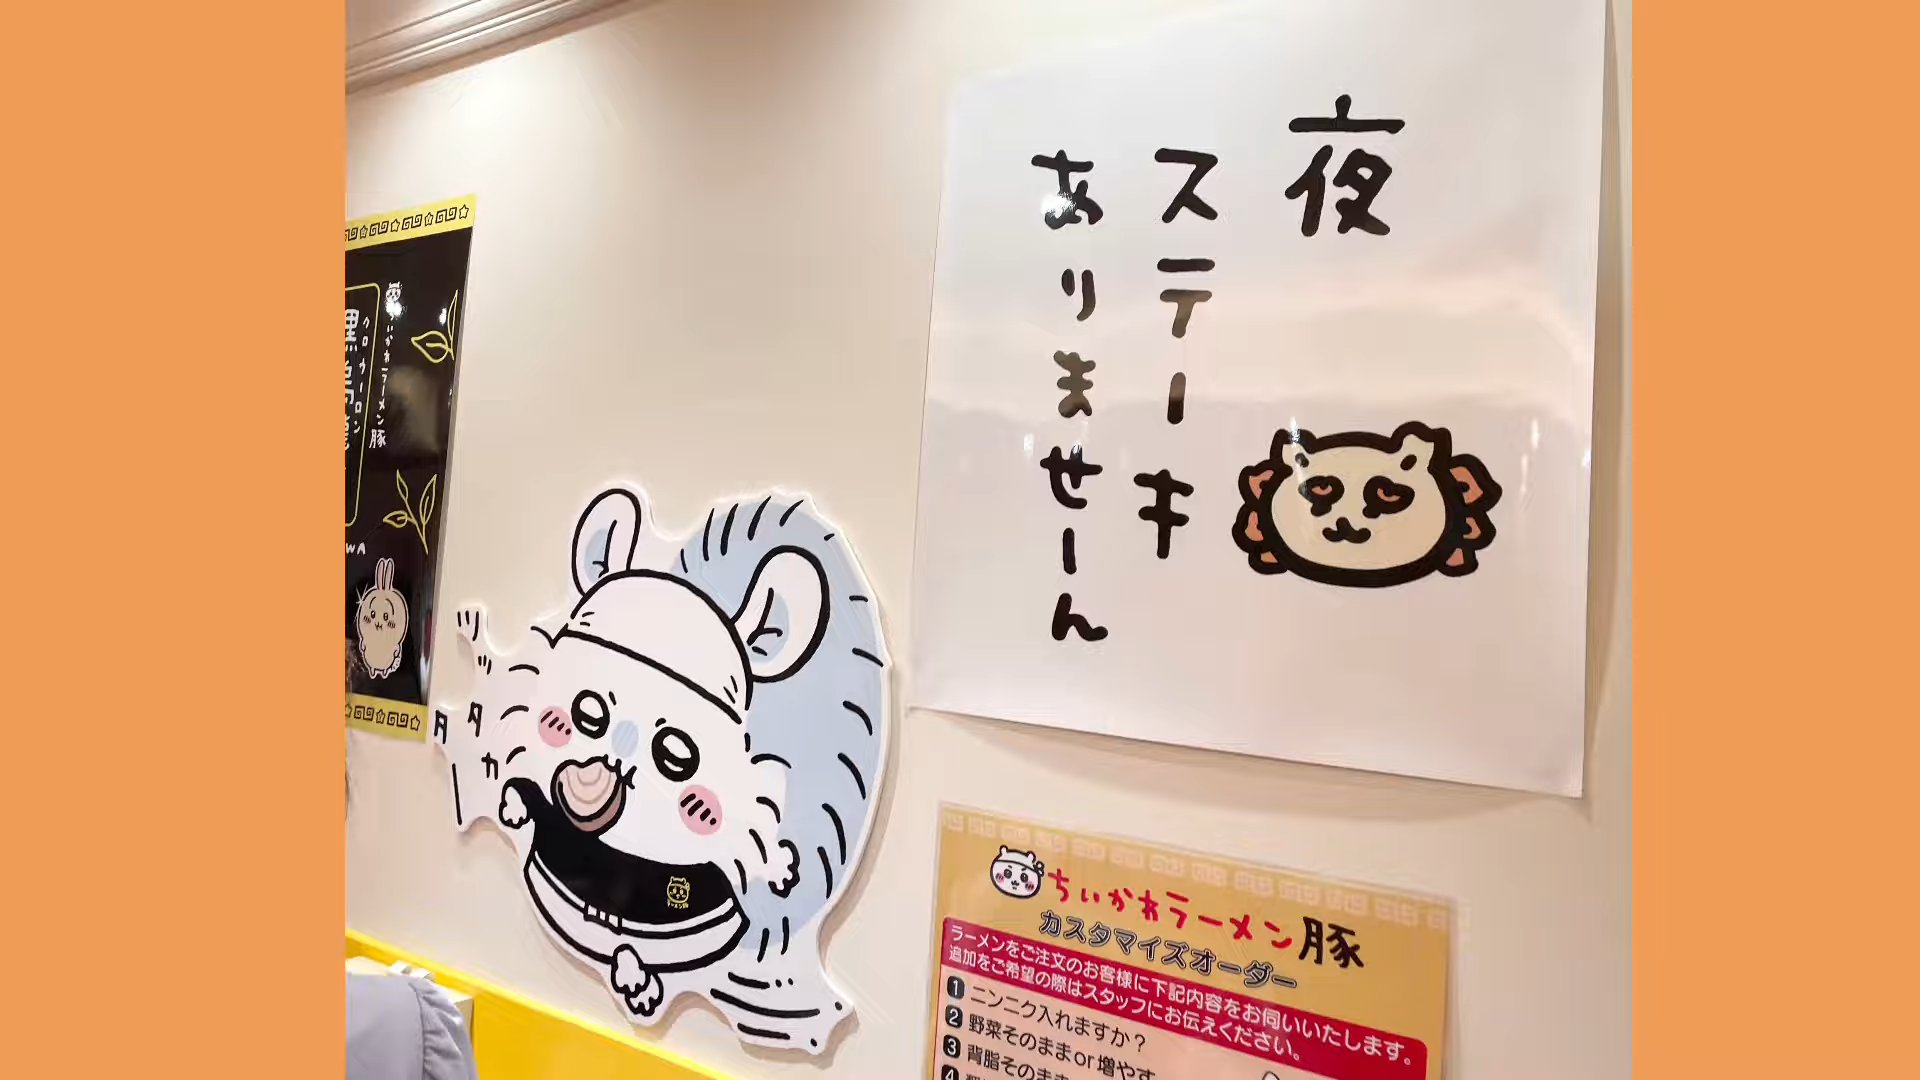 夜
ステーキ
ありませーん
ちいかわラーメン豚
クロウーロン
黒烏龍
WA
ツッタカ
ター
ちいかわラーメン豚
カスタマイズオーダー
ラーメンをご注文のお客様に下記内容をお伺いいたします。
追加をご希望の際はスタッフにお伝えください。
1 ニンニク入れますか?
2 野菜そのままor増やす
3 背脂そのまま
4